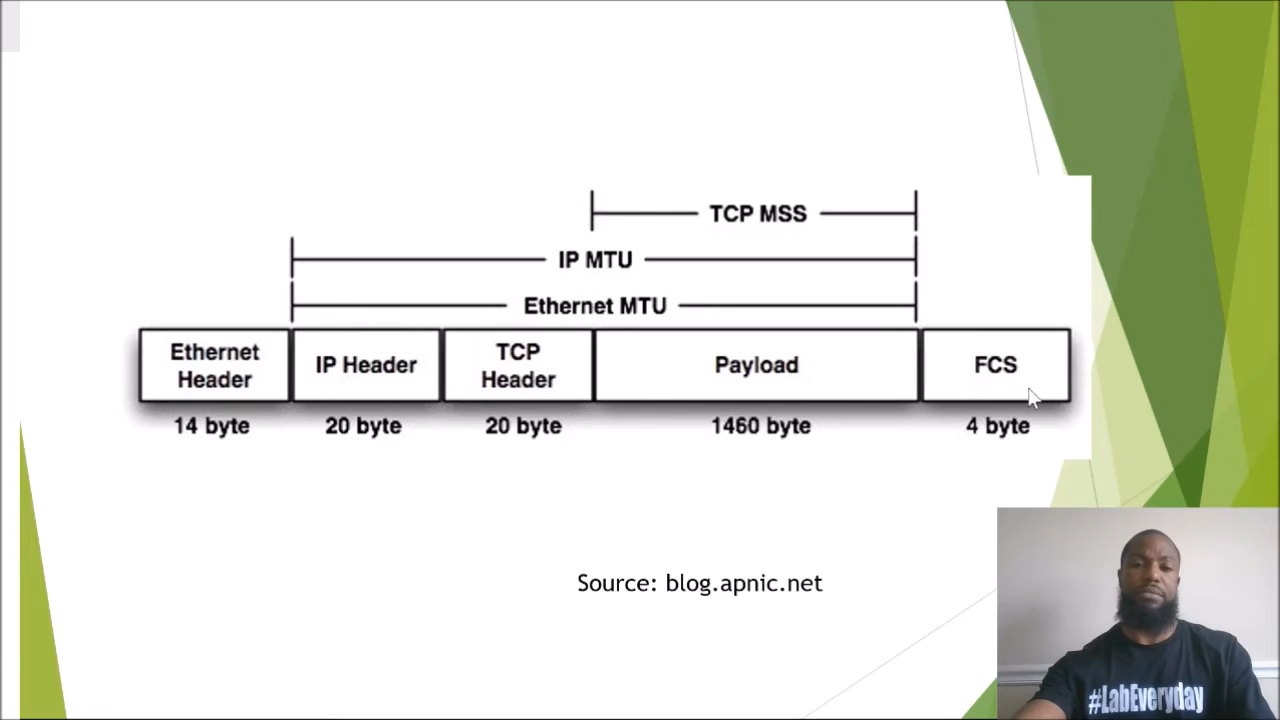 TCP MSS
IP MTU
Ethernet MTU
Ethernet
Header
IP Header
TCP
Header
Payload
FCS
14 byte
20 byte
20 byte
1460 byte
4 byte
Source: blog.apnic.net
#LabEveryday